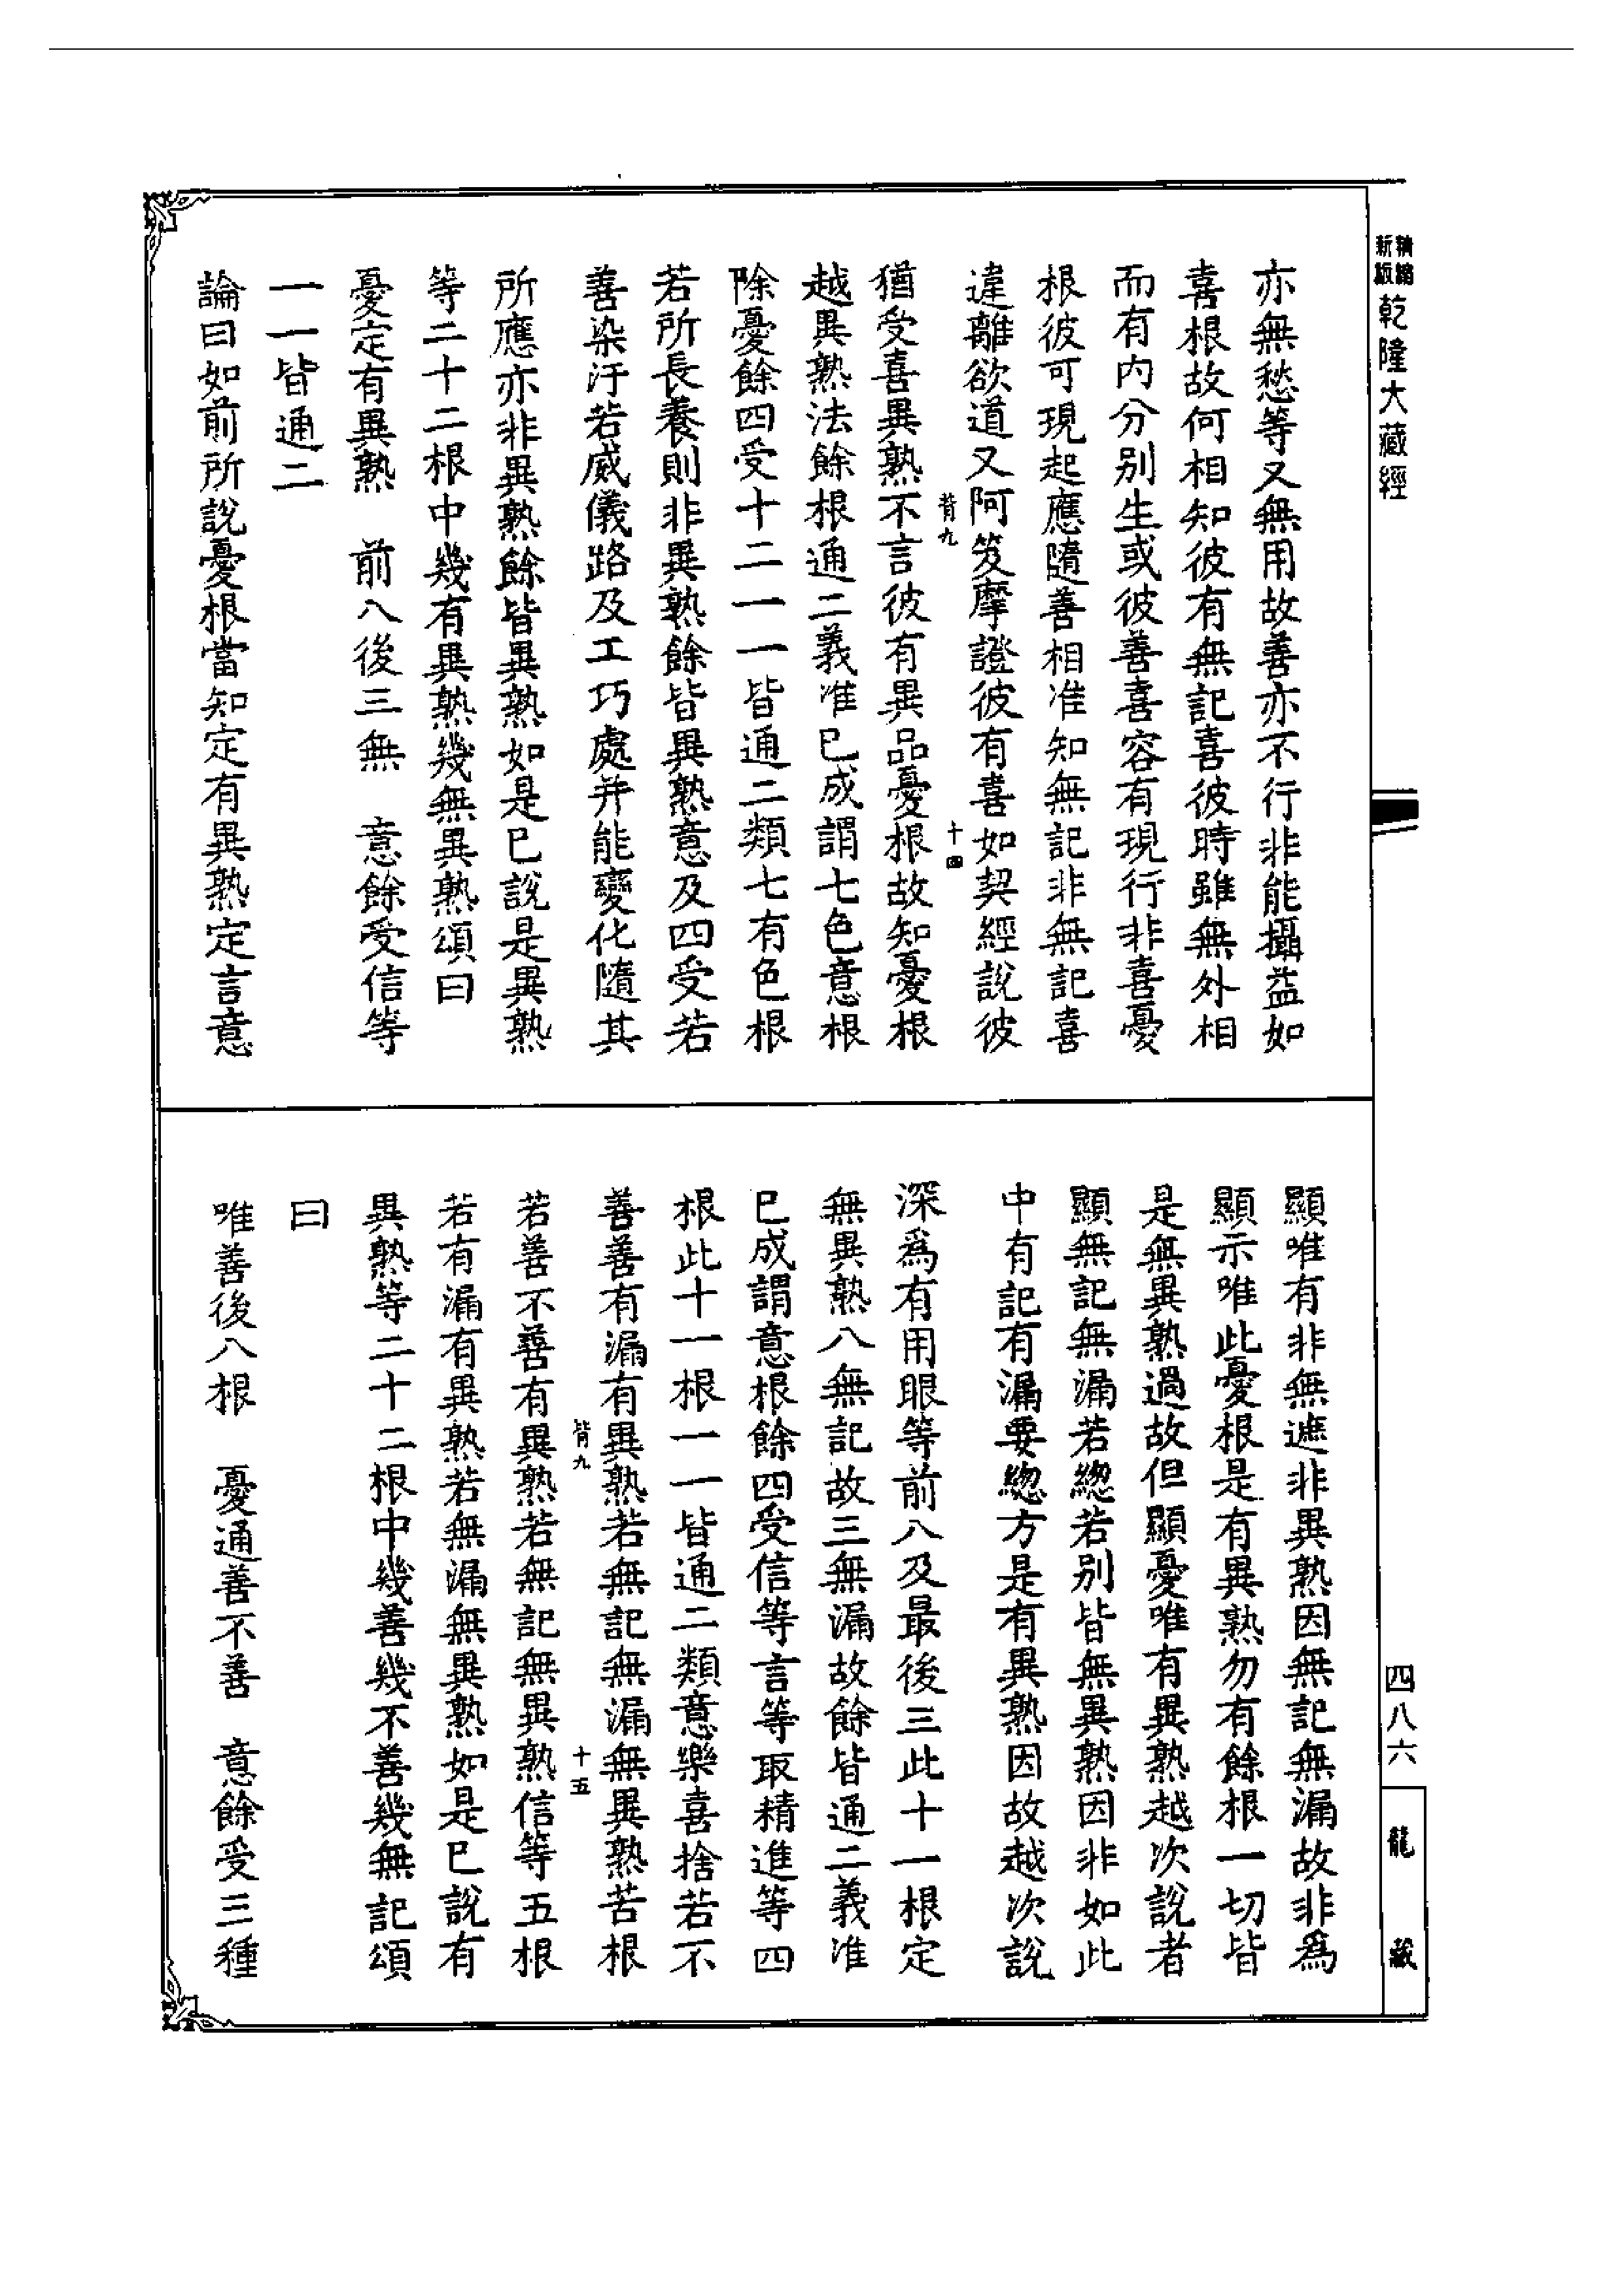 精縮新版乾隆大藏經
亦無愁等又無用故善亦不行非能攝益如
喜根故何相知彼有無記喜彼時雖無外相
而有內分別生或彼善喜容有現行非喜憂
根彼可現起應隨善相准知無記非無記喜
違離欲道又阿笈摩證彼有喜如契經說彼
猶受喜異熟不言彼有異品憂根故知憂根
越異熟法餘根通二義准已成謂七色意根
除憂餘四受十二一一皆通二類七有色根
若所長養則非異熟餘皆異熟意及四受若
善染汙若威儀路及工巧處并能變化隨其
所應亦非異熟餘皆異熟如是已說是異熟
等二十二根中幾有異熟幾無異熟頌曰
憂定有異熟　前八後三無　意餘受信等
一一皆通二
論曰如前所說憂根當知定有異熟定言意
顯唯有非無遮非異熟因無記無漏故非為
顯示唯此憂根是有異熟勿有餘根一切皆
是無異熟過故但顯憂唯有異熟越次說者
顯無記無漏若總若別皆無異熟因非如此
中有記有漏要總方是有異熟因故越次說
深為有用眼等前八及最後三此十一根定
無異熟八無記故三無漏故餘皆通二義准
已成謂意根餘四受信等言等取精進等四
根此十一根一一皆通二類意樂喜捨若不
善善有漏有異熟若無記無漏無異熟苦根
若善不善有異熟若無記無異熟信等五根
若有漏有異熟若無漏無異熟如是已說有
異熟等二十二根中幾善幾不善幾無記頌
曰
唯善後八根　憂通善不善　意餘受三種
四八六
龍藏
十四
十五